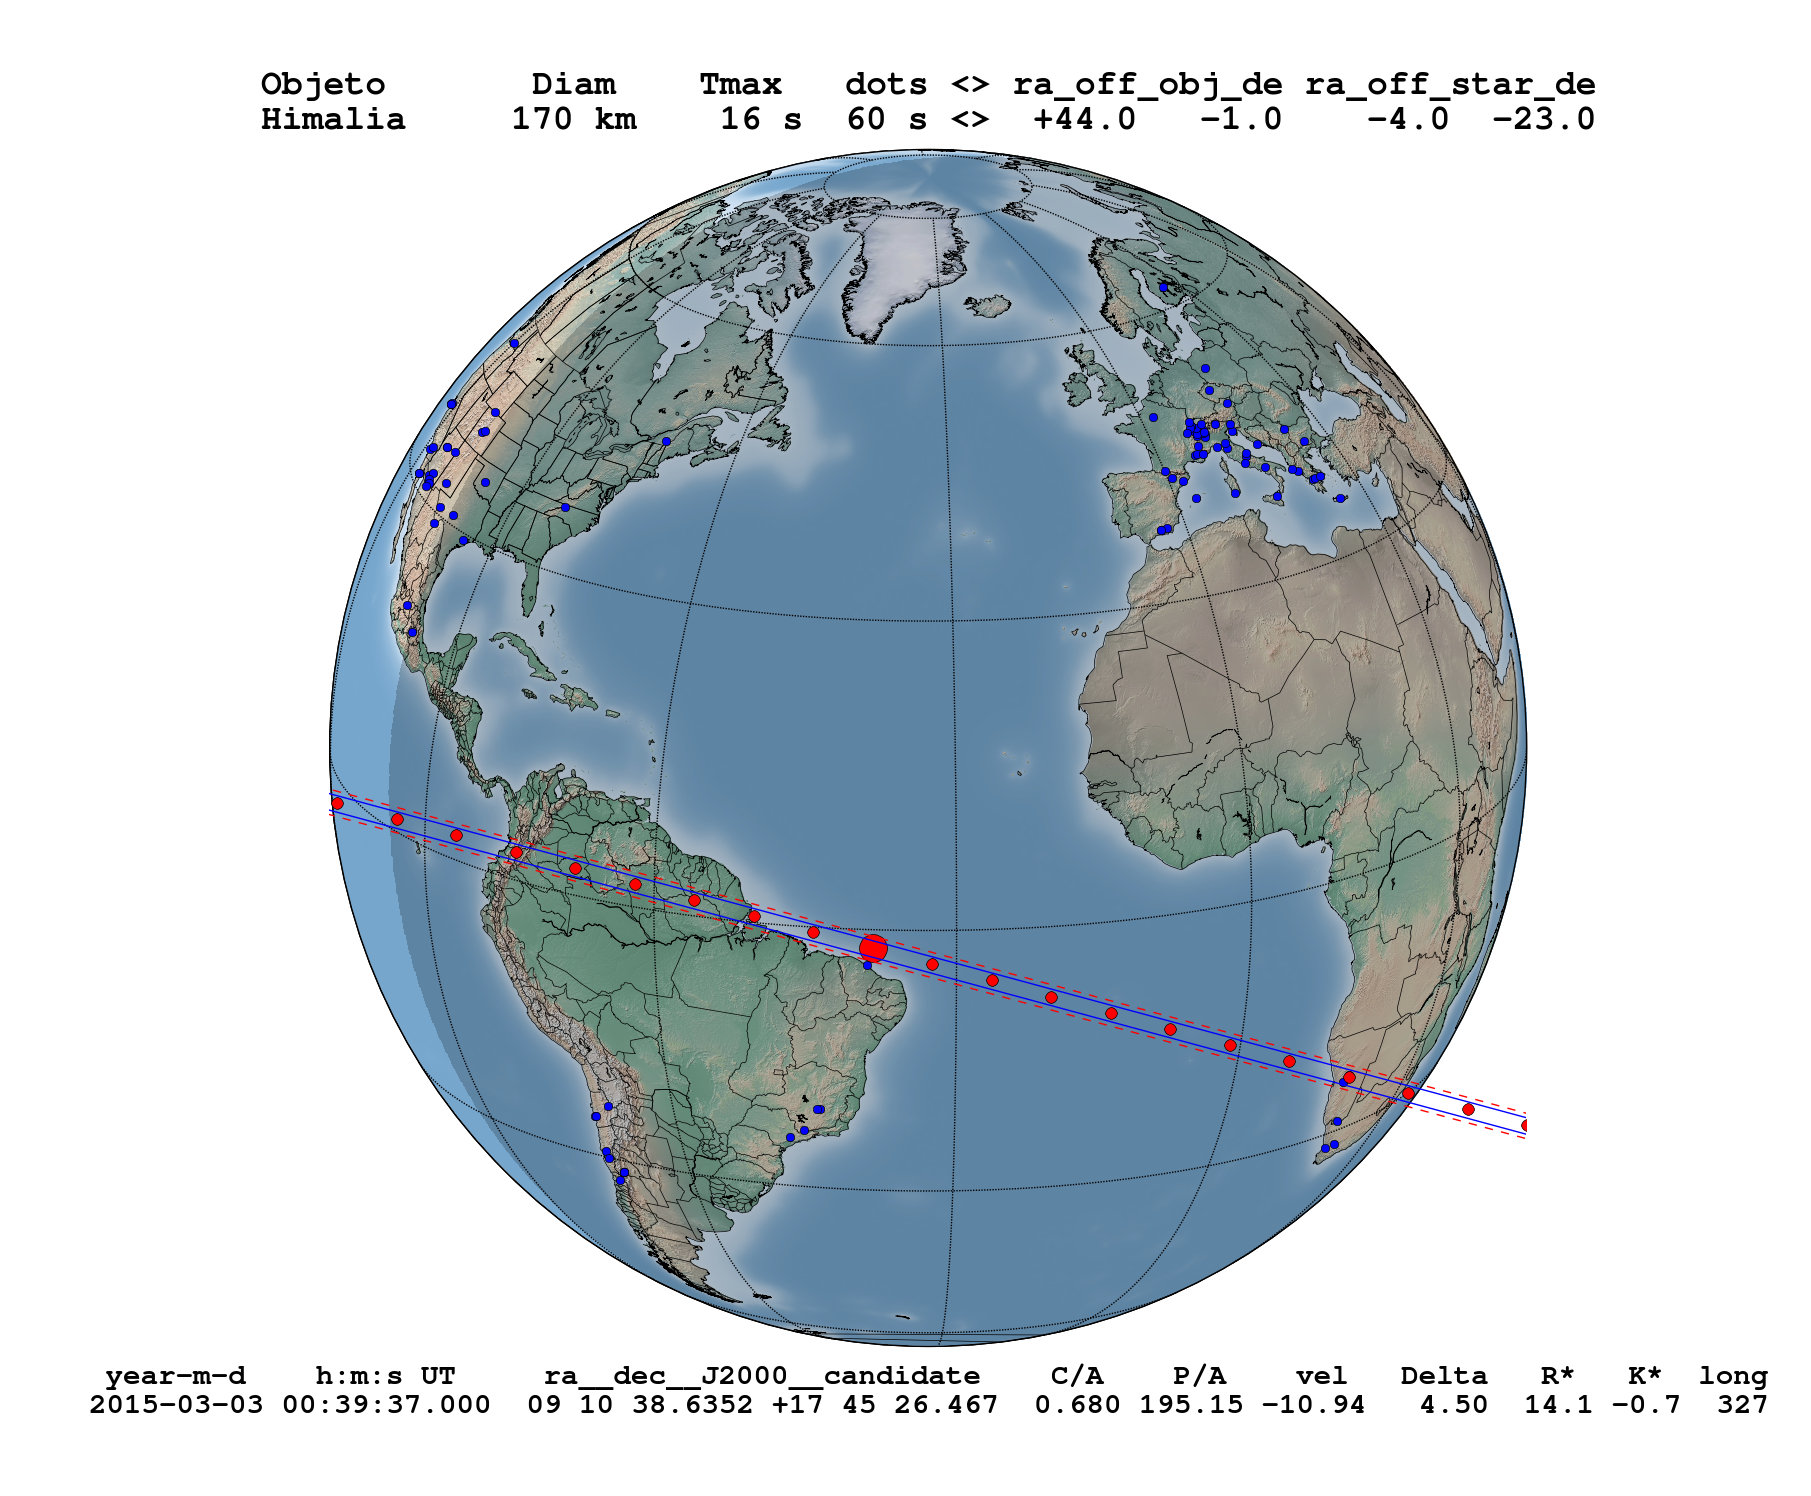 Objeto Diam Tmax dots <> ra_off_obj_de ra_off_star_de
Himalia 170 km 16 s 60 s <> +44.0 -1.0 -4.0 -23.0
year-m-d h:m:s UT ra__dec__J2000__candidate C/A P/A vel Delta R* K* long
2015-03-03 00:39:37.000 09 10 38.6352 +17 45 26.467 0.680 195.15 -10.94 4.50 14.1 -0.7 327